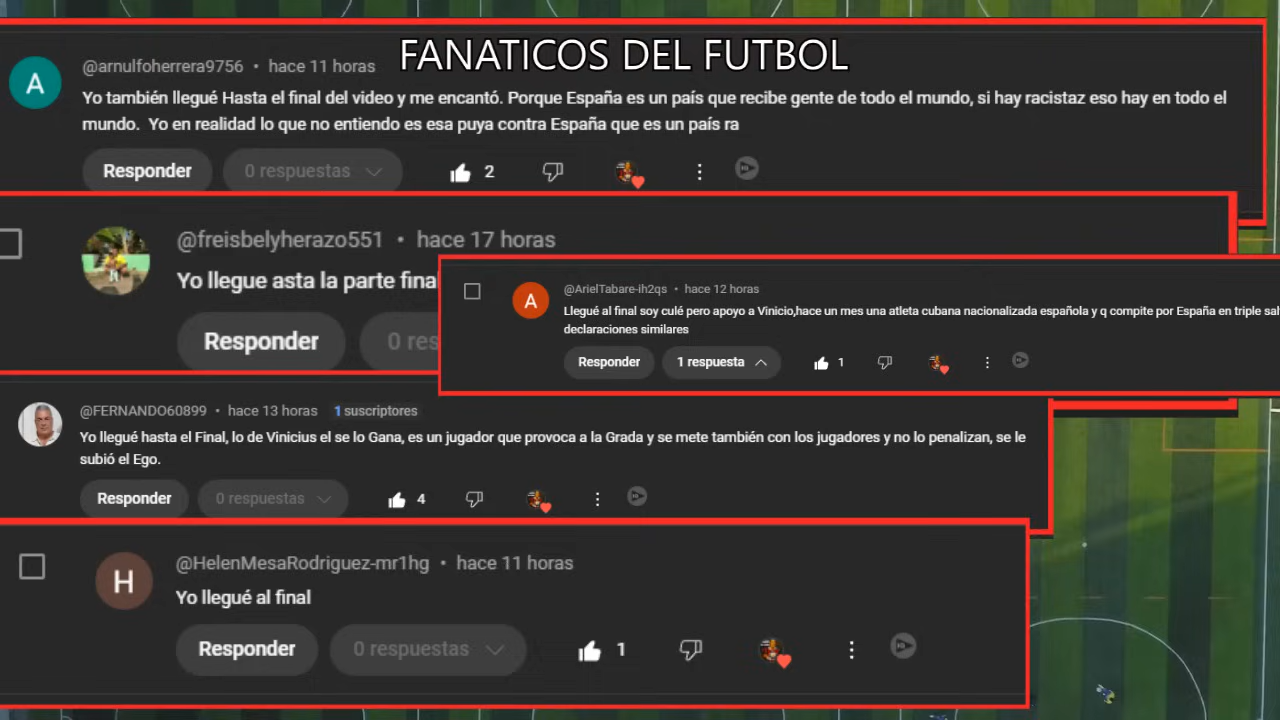 FANATICOS DEL FUTBOL
A
@arnulfoherrera9756 • hace 11 horas
Yo también llegué Hasta el final del video y me encantó. Porque España es un país que recibe gente de todo el mundo, si hay racistaz eso hay en todo el
mundo. Yo en realidad lo que no entiendo es esa puya contra España que es un país ra
Responder 0 respuestas 2
@freisbelyherazo551 • hace 17 horas
Yo llegue asta la parte final
Responder 0 res
A
@ArielTabare-ih2qs • hace 12 horas
Llegué al final soy culé pero apoyo a Vinicio,hace un mes una atleta cubana nacionalizada española y q compite por España en triple sal
declaraciones similares
Responder 1 respuesta 1
@FERNANDO60899 • hace 13 horas 1 suscriptores
Yo llegué hasta el Final, lo de Vinicius el se lo Gana, es un jugador que provoca a la Grada y se mete también con los jugadores y no lo penalizan, se le
subió el Ego.
Responder 0 respuestas 4
H
@HelenMesaRodriguez-mr1hg • hace 11 horas
Yo llegué al final
Responder 0 respuestas 1